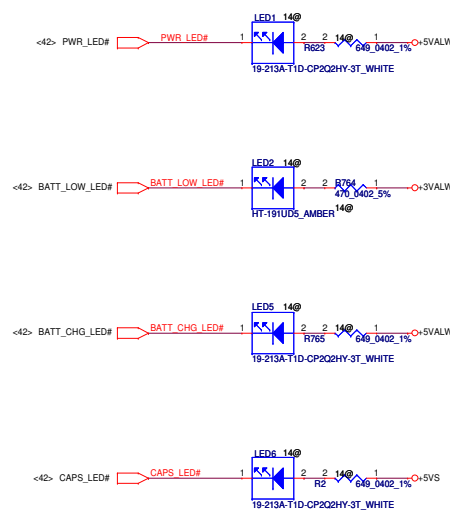 LED1 14@
<42> PWR_LED# PWR_LED# 1 2 2 14@ 1 +5VALW
R623 649_0402_1%
19-213A-T1D-CP2Q2HY-3T_WHITE
LED2 14@
<42> BATT_LOW_LED# BATT_LOW_LED# 1 2 2 R764 1 +3VALW
470_0402_5%
HT-191UD5_AMBER 14@
LED5 14@
<42> BATT_CHG_LED# BATT_CHG_LED# 1 2 2 14@ 1 +5VALW
R765 649_0402_1%
19-213A-T1D-CP2Q2HY-3T_WHITE
LED6 14@
<42> CAPS_LED# CAPS_LED# 1 2 2 14@ 1 +5VS
R2 649_0402_1%
19-213A-T1D-CP2Q2HY-3T_WHITE